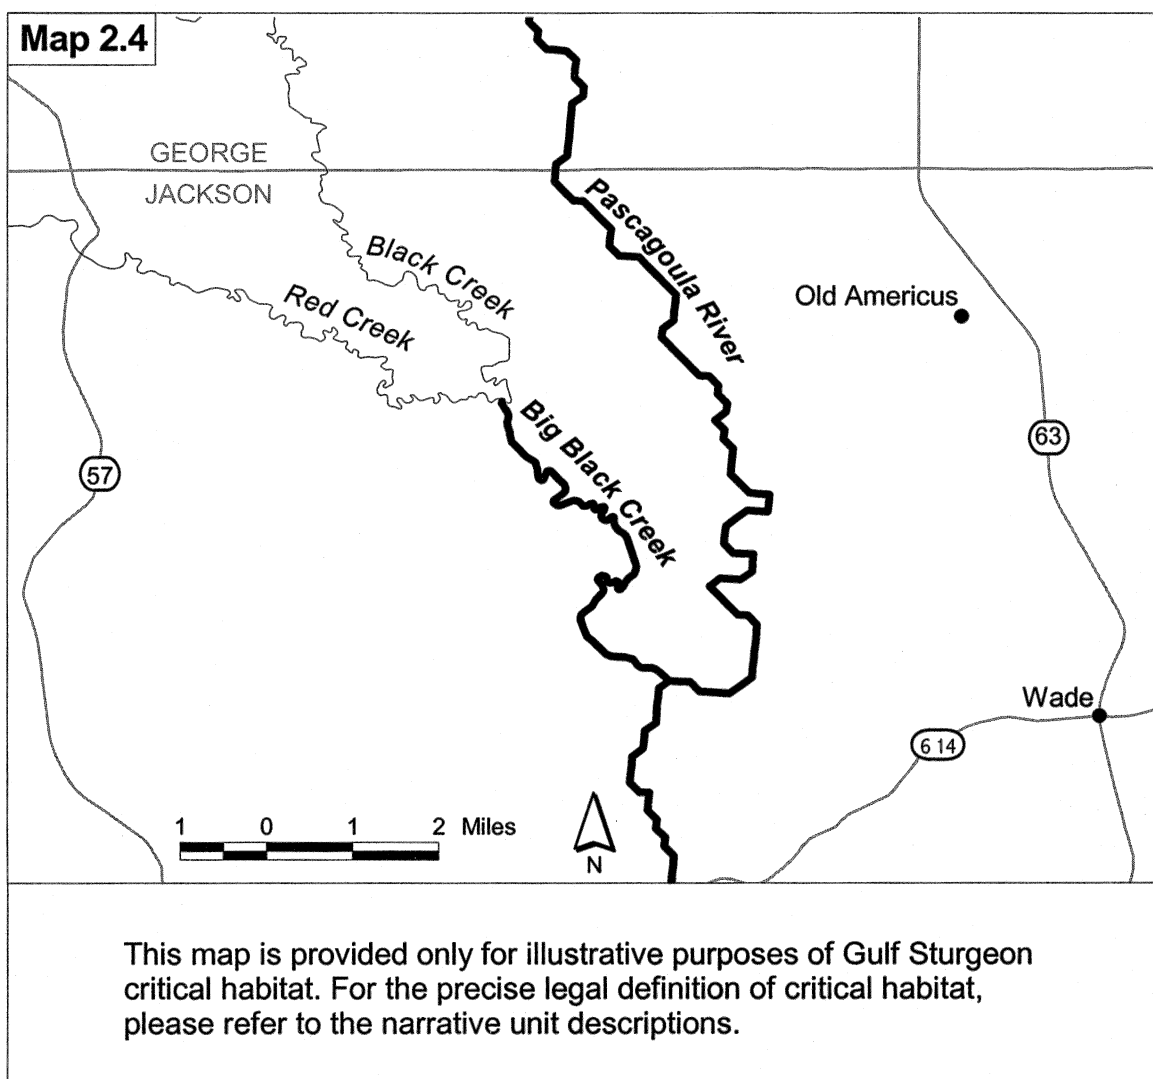 Map 2.4
GEORGE
JACKSON
Pascagoula River
Black Creek
Red Creek
Old Americus
Big Black Creek
63
57
Wade
6 14
1 0 1 2 Miles
N
This map is provided only for illustrative purposes of Gulf Sturgeon
critical habitat. For the precise legal definition of critical habitat,
please refer to the narrative unit descriptions.